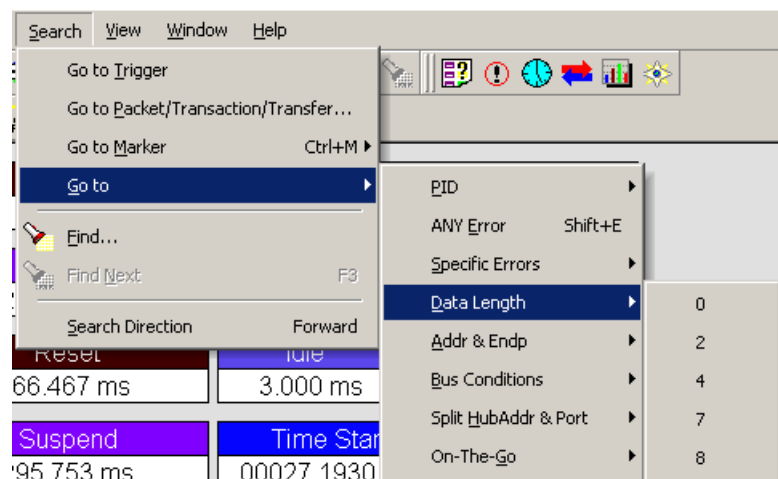 Search View Window Help
Go to Trigger
Go to Packet/Transaction/Transfer...
Go to Marker Ctrl+M
Go to
Find...
Find Next F3
Search Direction Forward
PID
ANY Error Shift+E
Specific Errors
Data Length
Addr & Endp
Bus Conditions
Split HubAddr & Port
On-The-Go
0
2
4
7
8
Reset Idle
66.467 ms 3.000 ms
Suspend Time Star
295.753 ms 00027.1930